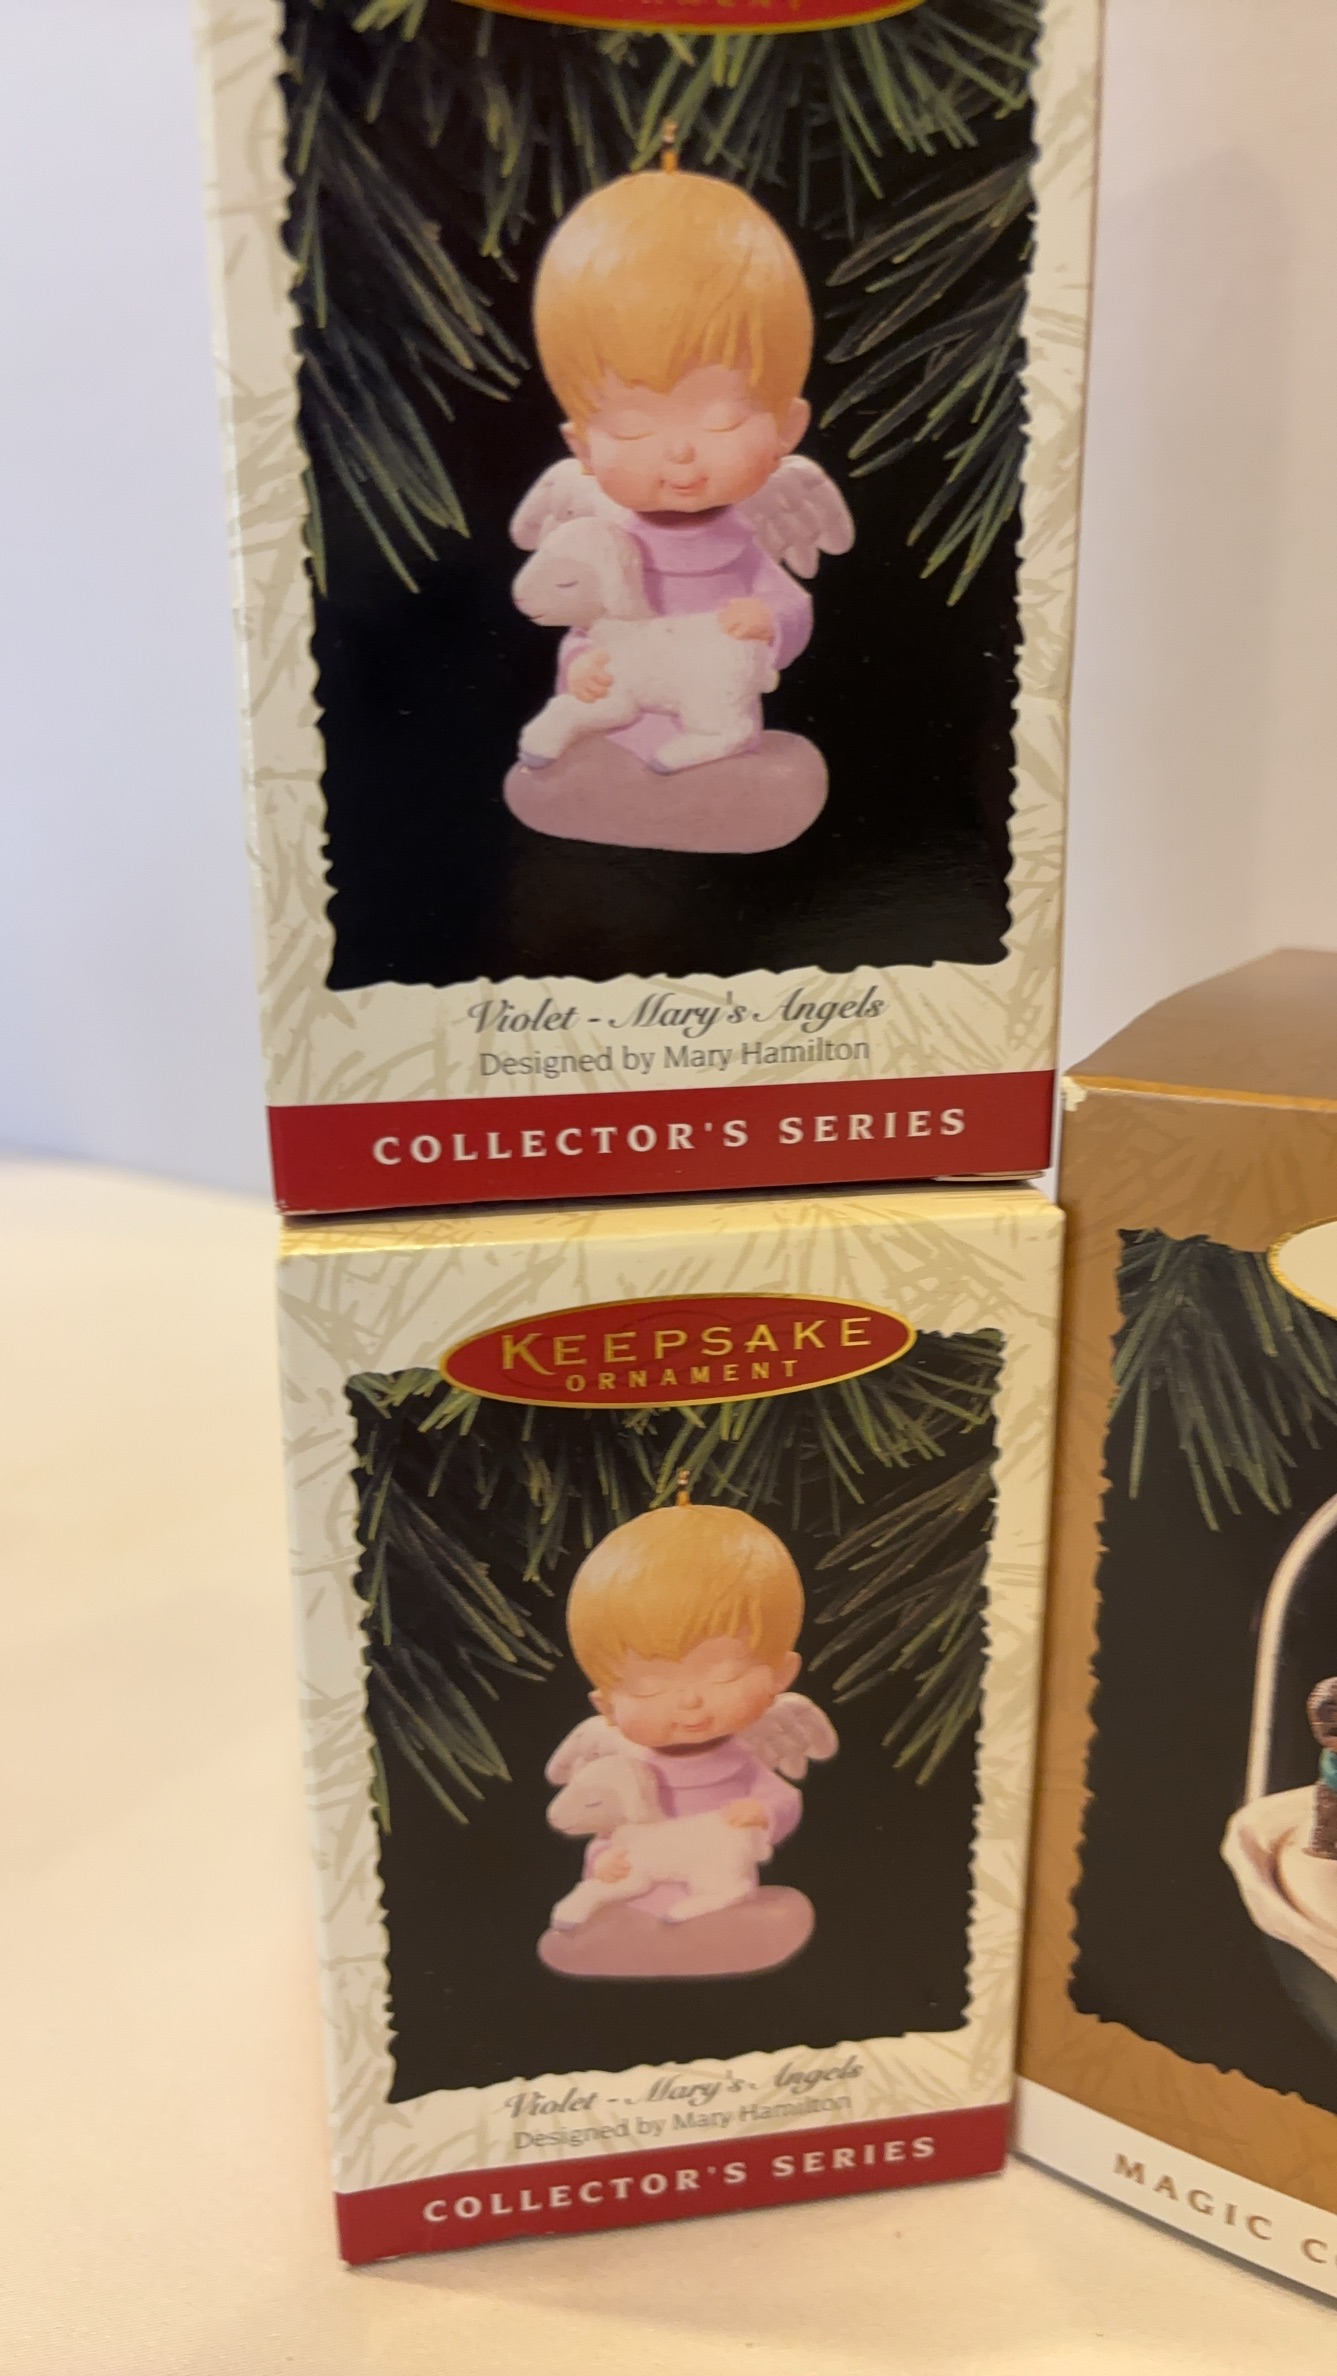 Violet - Mary's Angels
Designed by Mary Hamilton
COLLECTOR'S SERIES
KEEPSAKE
ORNAMENT
Violet - Mary's Angels
Designed by Mary Hamilton
COLLECTOR'S SERIES
MAGIC